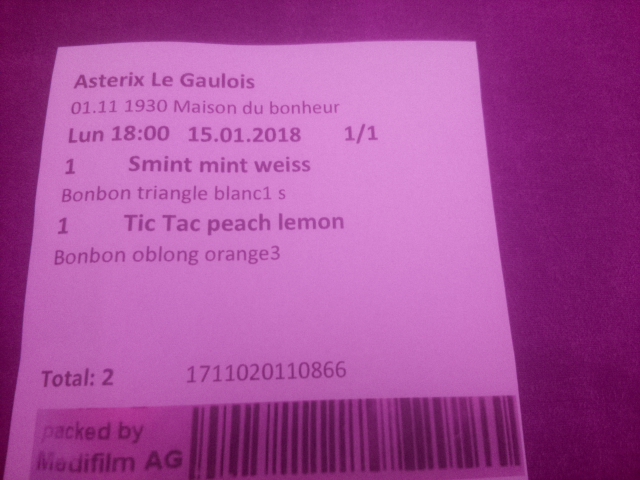 Asterix Le Gaulois
01.11 1930 Maison du bonheur
Lun 18:00 15.01.2018 1/1
1 Smint mint weiss
Bonbon triangle blanc1 s
1 Tic Tac peach lemon
Bonbon oblong orange3
Total: 2 1711020110866
packed by
Medifilm AG